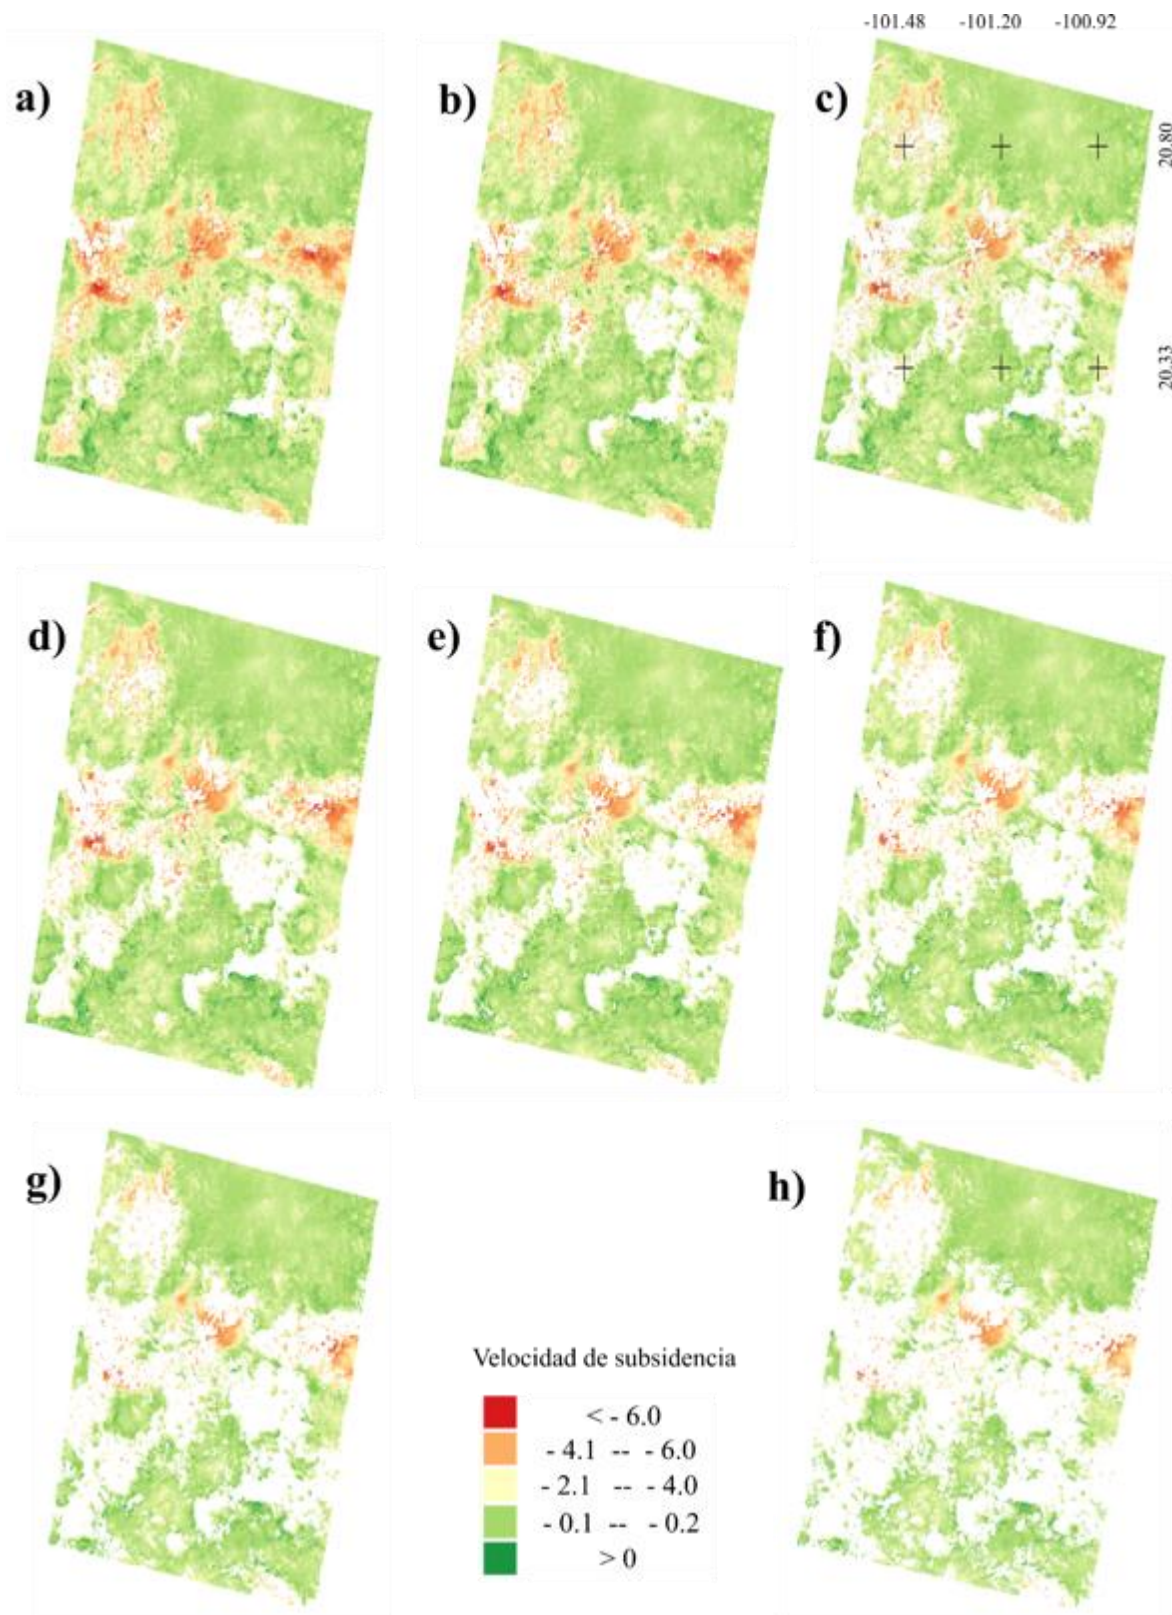 -101.48 -101.20 -100.92
a)
b)
c)
20.80
20.33
d)
e)
f)
g)
h)
Velocidad de subsidencia
< - 6.0
- 4.1 -- - 6.0
- 2.1 -- - 4.0
- 0.1 -- - 0.2
> 0